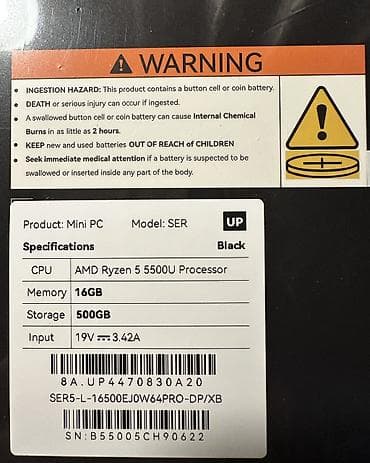 WARNING
• INGESTION HAZARD: This product contains a button cell or coin battery.
• DEATH or serious injury can occur if ingested.
• A swallowed button cell or coin battery can cause Internal Chemical
Burns in as little as 2 hours.
• KEEP new and used batteries OUT OF REACH of CHILDREN
• Seek immediate medical attention if a battery is suspected to be
swallowed or inserted inside any part of the body.
Product: Mini PC Model: SER UP
Specifications Black
CPU AMD Ryzen 5 5500U Processor
Memory 16GB
Storage 500GB
Input 19V⎓3.42A
8A.UP4470830A20
SER5-L-16500EJ0W64PRO-DP/XB
SN:B55005CH90622